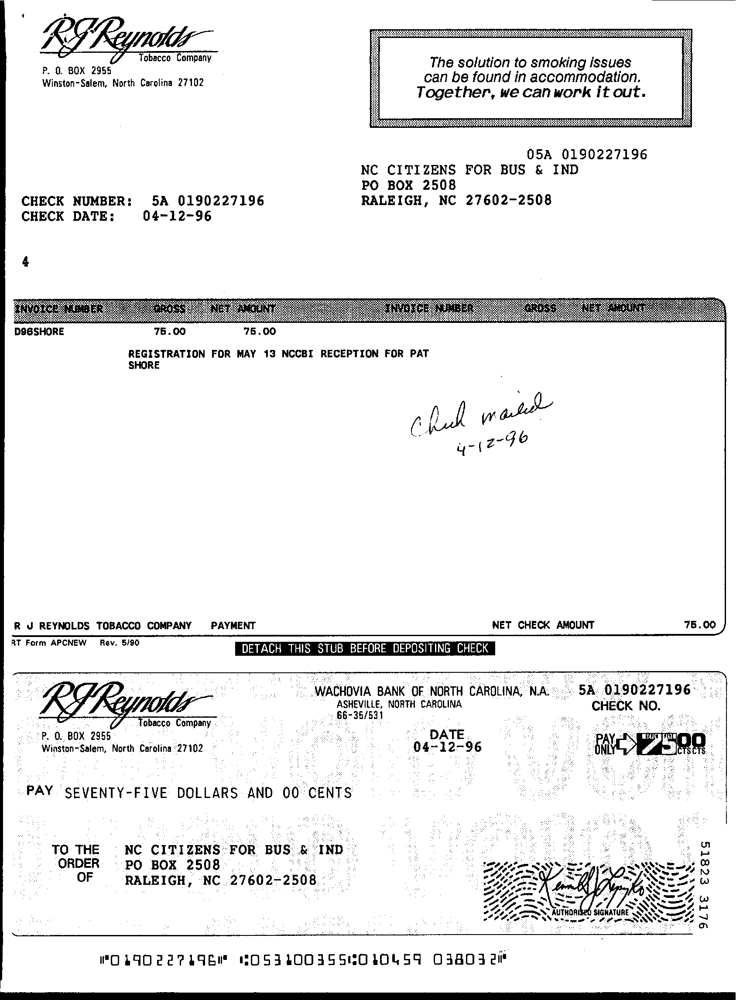 RJReynolds
Tobacco Company
P. O. BOX 2955
Winston-Salem, North Carolina 27102
The solution to smoking issues
can be found in accommodation.
Together, we can work it out.
05A 0190227196
NC CITIZENS FOR BUS & IND
PO BOX 2508
RALEIGH, NC 27602-2508
CHECK NUMBER: 5A 0190227196
CHECK DATE: 04-12-96
4
INVOICE NUMBER GROSS NET AMOUNT INVOICE NUMBER GROSS NET AMOUNT
D96SHORE 75.00 75.00
REGISTRATION FOR MAY 13 NCCBI RECEPTION FOR PAT
SHORE
Check mailed
4-12-96
R J REYNOLDS TOBACCO COMPANY PAYMENT NET CHECK AMOUNT 75.00
RT Form APCNEW Rev. 5/90
DETACH THIS STUB BEFORE DEPOSITING CHECK
RJReynolds
Tobacco Company
P. O. BOX 2955
Winston-Salem, North Carolina 27102
WACHOVIA BANK OF NORTH CAROLINA, N.A.
ASHEVILLE, NORTH CAROLINA
66-35/531
5A 0190227196
CHECK NO.
DATE
04-12-96
PAY ONLY 75 00 CTS CTS
PAY SEVENTY-FIVE DOLLARS AND 00 CENTS
TO THE ORDER OF
NC CITIZENS FOR BUS & IND
PO BOX 2508
RALEIGH, NC 27602-2508
AUTHORIZED SIGNATURE
51823 3176
⑈0190227196⑈ ⑆053100355⑆010459 038032⑈